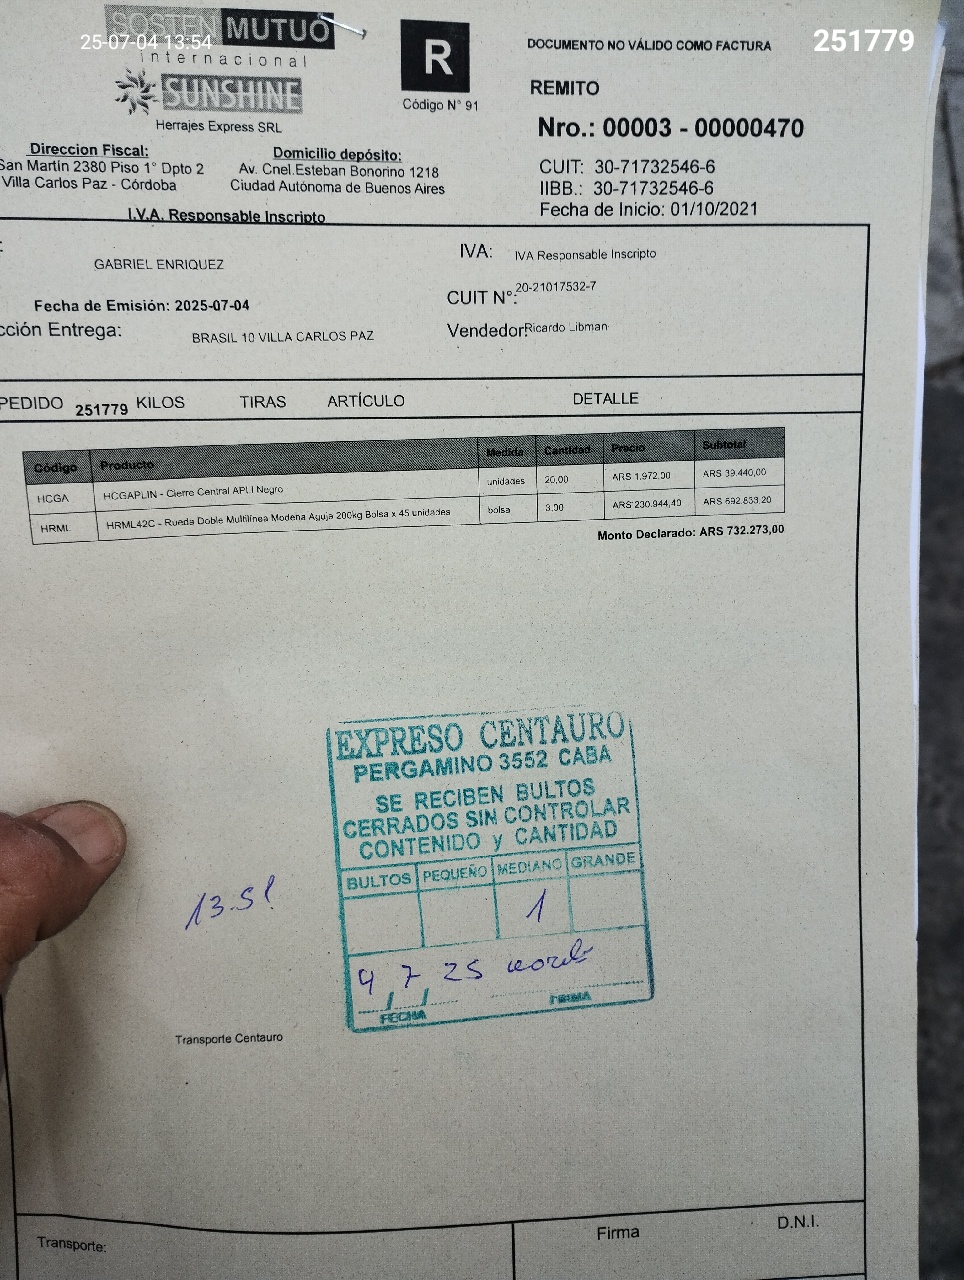 SOSTEN MUTUO
25-07-04 13:54
internacional
SUNSHINE
Herrajes Express SRL
R
Código N° 91
DOCUMENTO NO VÁLIDO COMO FACTURA
251779
REMITO
Nro.: 00003 - 00000470
CUIT: 30-71732546-6
IIBB.: 30-71732546-6
Fecha de Inicio: 01/10/2021
Direccion Fiscal:
San Martín 2380 Piso 1° Dpto 2
Villa Carlos Paz - Córdoba
Domicilio depósito:
Av. Cnel.Esteban Bonorino 1218
Ciudad Autónoma de Buenos Aires
I.V.A. Responsable Inscripto
GABRIEL ENRIQUEZ
IVA: IVA Responsable Inscripto
Fecha de Emisión: 2025-07-04
CUIT N°: 20-21017532-7
cción Entrega: BRASIL 10 VILLA CARLOS PAZ
Vendedor: Ricardo Libman
PEDIDO 251779 KILOS TIRAS ARTÍCULO DETALLE
Código Producto Medida Cantidad Precio Subtotal
HCGA HCGAPLIN - Cierre Central APLI Negro unidades 20,00 ARS 1.972,00 ARS 39.440,00
HRML HRML42C - Rueda Doble Multilínea Modena Aguja 200kg Bolsa x 45 unidades bolsa 3,00 ARS 230.944,40 ARS 692.833,20
Monto Declarado: ARS 732.273,00
EXPRESO CENTAURO
PERGAMINO 3552 CABA
SE RECIBEN BULTOS
CERRADOS SIN CONTROLAR
CONTENIDO y CANTIDAD
BULTOS PEQUEÑO MEDIANO GRANDE
1
13.51
4 7 25
FECHA FIRMA
Transporte Centauro
Transporte:
Firma
D.N.I.